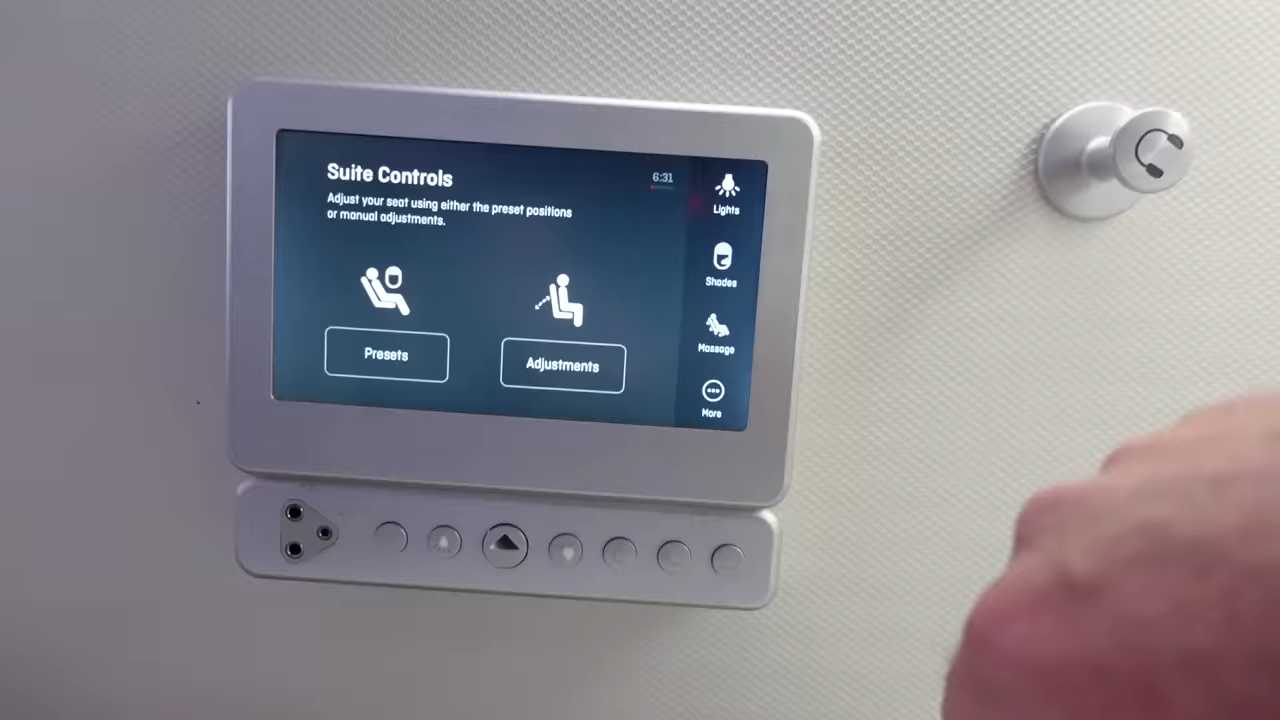 Suite Controls
6:31
Adjust your seat using either the preset positions
or manual adjustments.
Presets
Adjustments
Lights
Shades
Massage
More